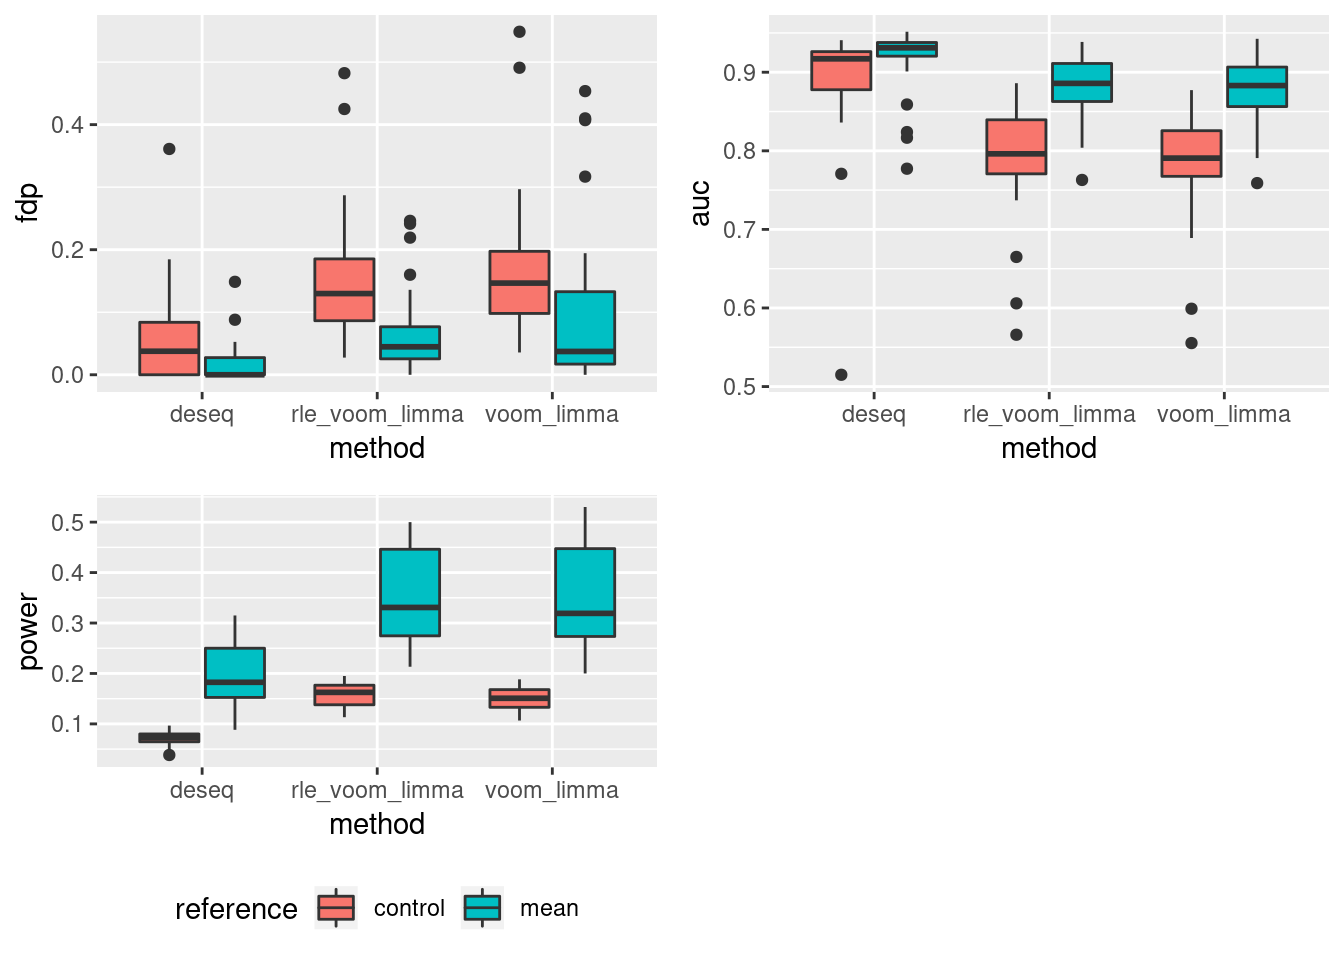 fdp
0.4
0.2
0.0
deseq rle_voom_limma voom_limma
method
auc
0.9
0.8
0.7
0.6
0.5
deseq rle_voom_limma voom_limma
method
power
0.5
0.4
0.3
0.2
0.1
deseq rle_voom_limma voom_limma
method
reference control mean